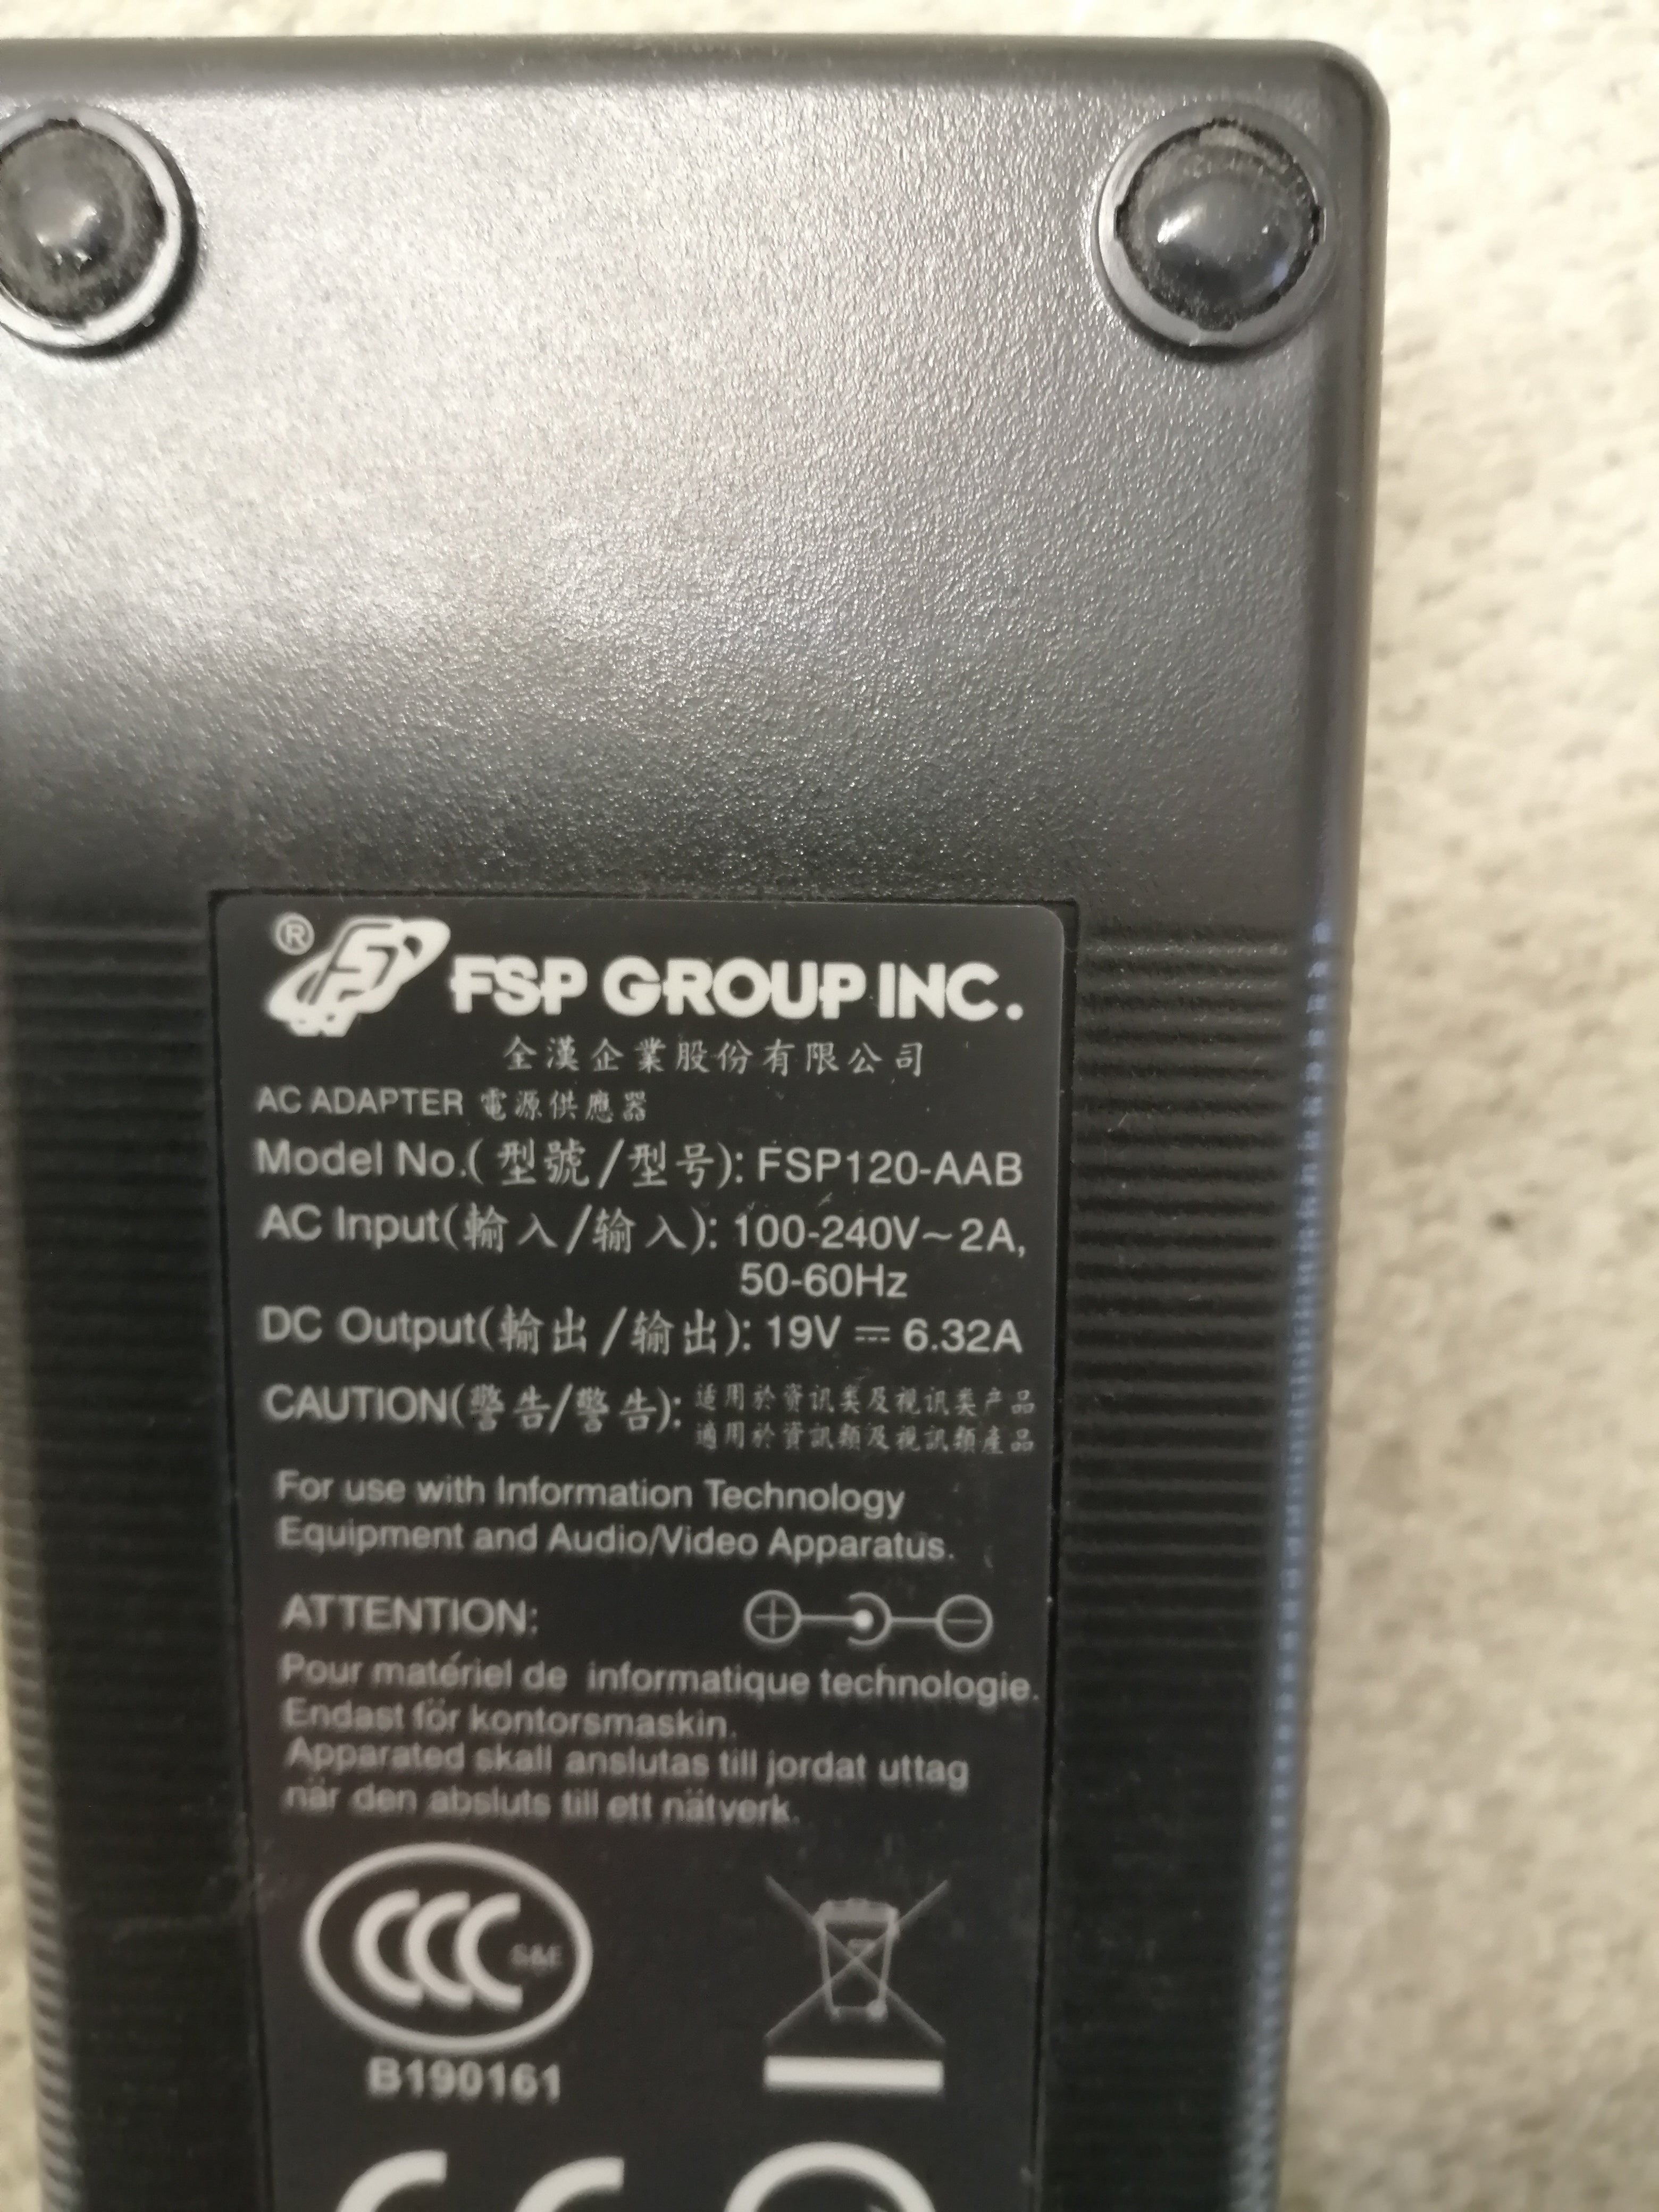 ® FSP GROUP INC.
全漢企業股份有限公司
AC ADAPTER 電源供應器
Model No.(型號/型号): FSP120-AAB
AC Input(輸入/输入): 100-240V~2A,
50-60Hz
DC Output(輸出/输出): 19V ⎓ 6.32A
CAUTION(警告/警告): 适用於資讯类及視讯类产品
適用於資訊類及視訊類產品
For use with Information Technology
Equipment and Audio/Video Apparatus.
ATTENTION:
Pour matériel de informatique technologie.
Endast för kontorsmaskin.
Apparated skall anslutas till jordat uttag
när den absluts till ett nätverk.
CCC S&E
B190161
CE